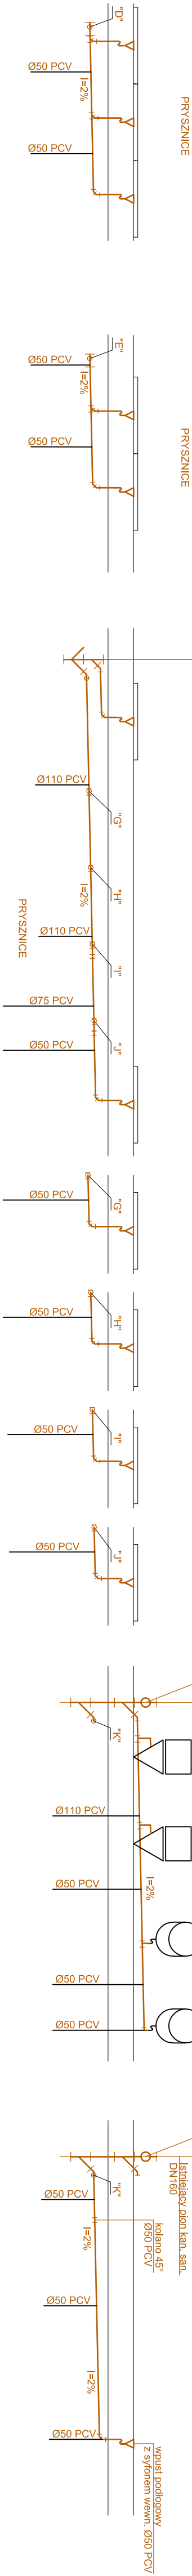 PRYSZNICE
"D"
Ø50 PCV
I=2%
Ø50 PCV
PRYSZNICE
"E"
Ø50 PCV
I=2%
Ø50 PCV
Ø110 PCV
"G"
"H"
I=2%
PRYSZNICE
Ø110 PCV
"I"
Ø75 PCV
"J"
Ø50 PCV
"G"
Ø50 PCV
"H"
Ø50 PCV
"I"
Ø50 PCV
"J"
Ø50 PCV
"K"
Ø110 PCV
I=2%
Ø50 PCV
Ø50 PCV
Ø50 PCV
Istniejący pion kan. san.
DN160
"K"
Ø50 PCV
kolano 45°
Ø50 PCV
I=2%
Ø50 PCV
I=2%
Ø50 PCV
wpust podłogowy
z syfonem wewn. Ø50 PCV